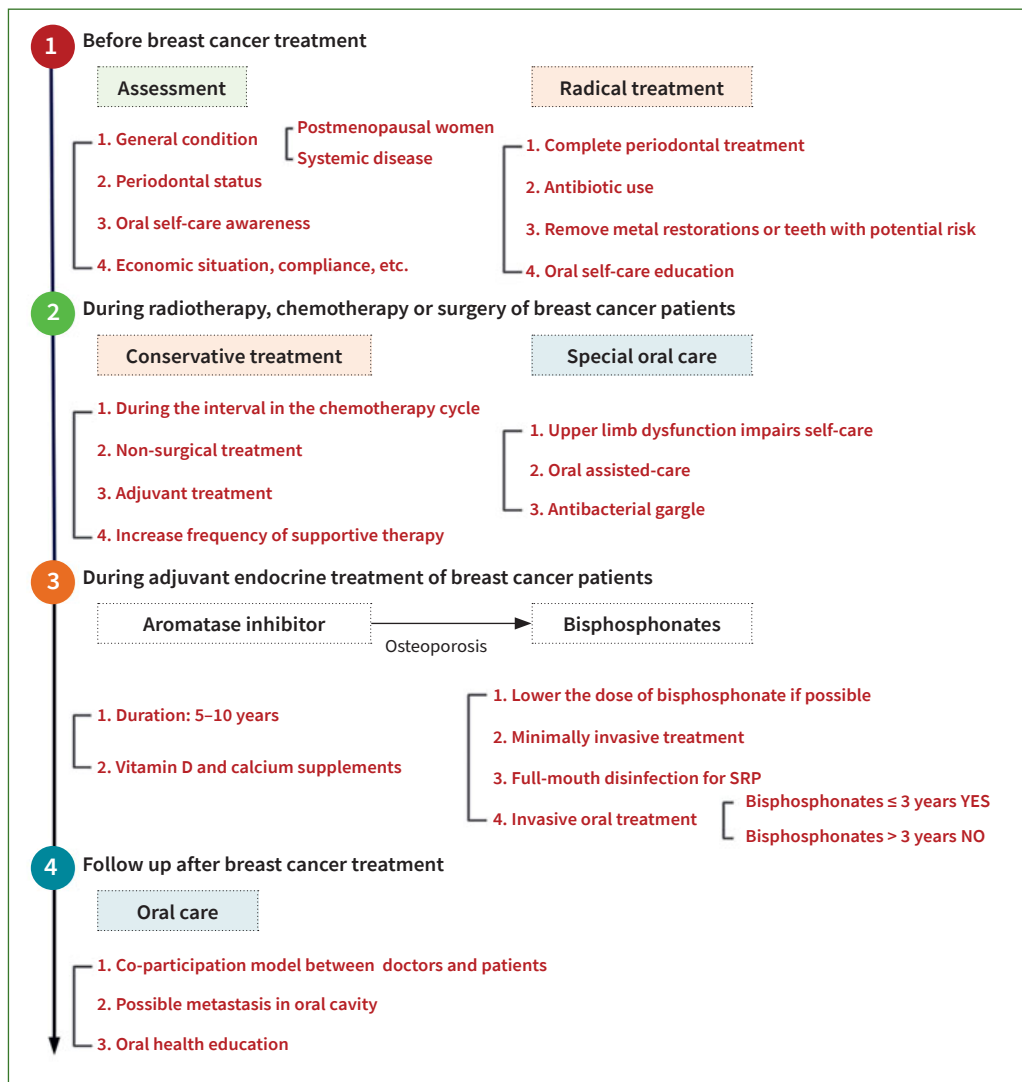 1
Before breast cancer treatment
Assessment
1. General condition
Postmenopausal women
Systemic disease
2. Periodontal status
3. Oral self-care awareness
4. Economic situation, compliance, etc.
Radical treatment
1. Complete periodontal treatment
2. Antibiotic use
3. Remove metal restorations or teeth with potential risk
4. Oral self-care education
2
During radiotherapy, chemotherapy or surgery of breast cancer patients
Conservative treatment
1. During the interval in the chemotherapy cycle
2. Non-surgical treatment
3. Adjuvant treatment
4. Increase frequency of supportive therapy
Special oral care
1. Upper limb dysfunction impairs self-care
2. Oral assisted-care
3. Antibacterial gargle
3
During adjuvant endocrine treatment of breast cancer patients
Aromatase inhibitor
Osteoporosis
Bisphosphonates
1. Duration: 5–10 years
2. Vitamin D and calcium supplements
1. Lower the dose of bisphosphonate if possible
2. Minimally invasive treatment
3. Full-mouth disinfection for SRP
4. Invasive oral treatment
Bisphosphonates ≤ 3 years YES
Bisphosphonates > 3 years NO
4
Follow up after breast cancer treatment
Oral care
1. Co-participation model between doctors and patients
2. Possible metastasis in oral cavity
3. Oral health education